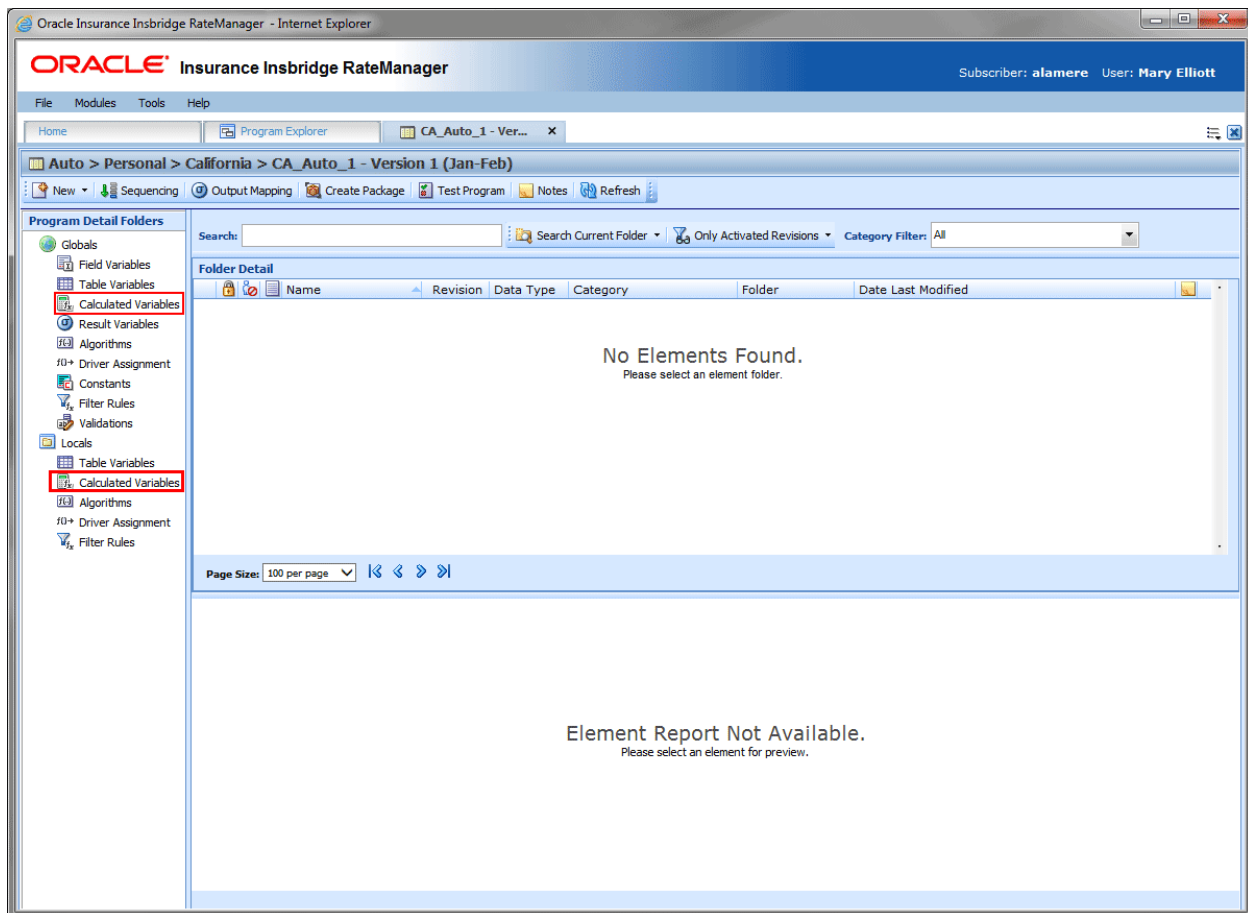 Oracle Insurance Insbridge RateManager - Internet Explorer
ORACLE Insurance Insbridge RateManager
Subscriber: alamere User: Mary Elliott
File Modules Tools Help
Home Program Explorer CA_Auto_1 - Ver... x
Auto > Personal > California > CA_Auto_1 - Version 1 (Jan-Feb)
New Sequencing Output Mapping Create Package Test Program Notes Refresh
Program Detail Folders
Globals
Field Variables
Table Variables
Calculated Variables
Result Variables
Algorithms
Driver Assignment
Constants
Filter Rules
Validations
Locals
Table Variables
Calculated Variables
Algorithms
Driver Assignment
Filter Rules
Search: Search Current Folder Only Activated Revisions Category Filter: All
Folder Detail
Name Revision Data Type Category Folder Date Last Modified
No Elements Found.
Please select an element folder.
Page Size: 100 per page
Element Report Not Available.
Please select an element for preview.